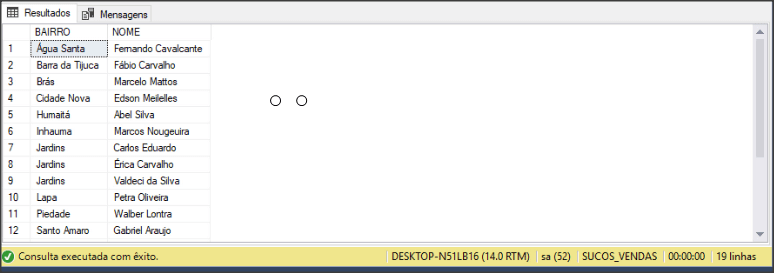 Resultados Mensagens
BAIRRO NOME
1 Água Santa Fernando Cavalcante
2 Barra da Tijuca Fábio Carvalho
3 Brás Marcelo Mattos
4 Cidade Nova Edson Meilelles
5 Humaitá Abel Silva
6 Inhauma Marcos Nougeuira
7 Jardins Carlos Eduardo
8 Jardins Érica Carvalho
9 Jardins Valdeci da Silva
10 Lapa Petra Oliveira
11 Piedade Walber Lontra
12 Santo Amaro Gabriel Araujo
Consulta executada com êxito. DESKTOP-N51LB16 (14.0 RTM) sa (52) SUCOS_VENDAS 00:00:00 19 linhas